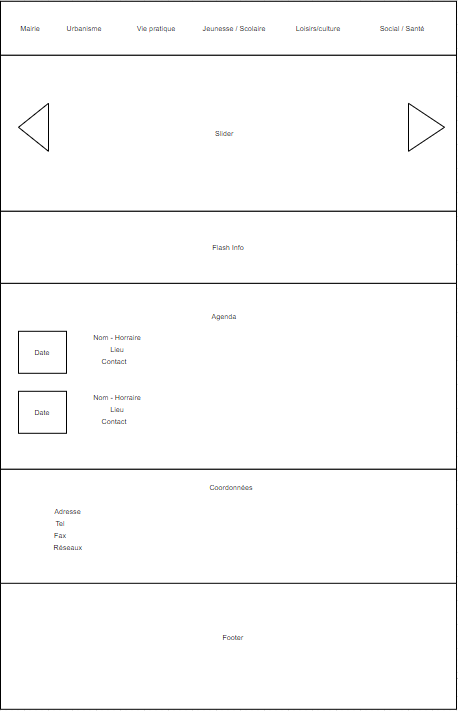 Mairie Urbanisme Vie pratique Jeunesse / Scolaire Loisirs/culture Social / Santé
Slider
Flash Info
Agenda
Date
Nom - Horraire
Lieu
Contact
Date
Nom - Horraire
Lieu
Contact
Coordonnées
Adresse
Tel
Fax
Réseaux
Footer